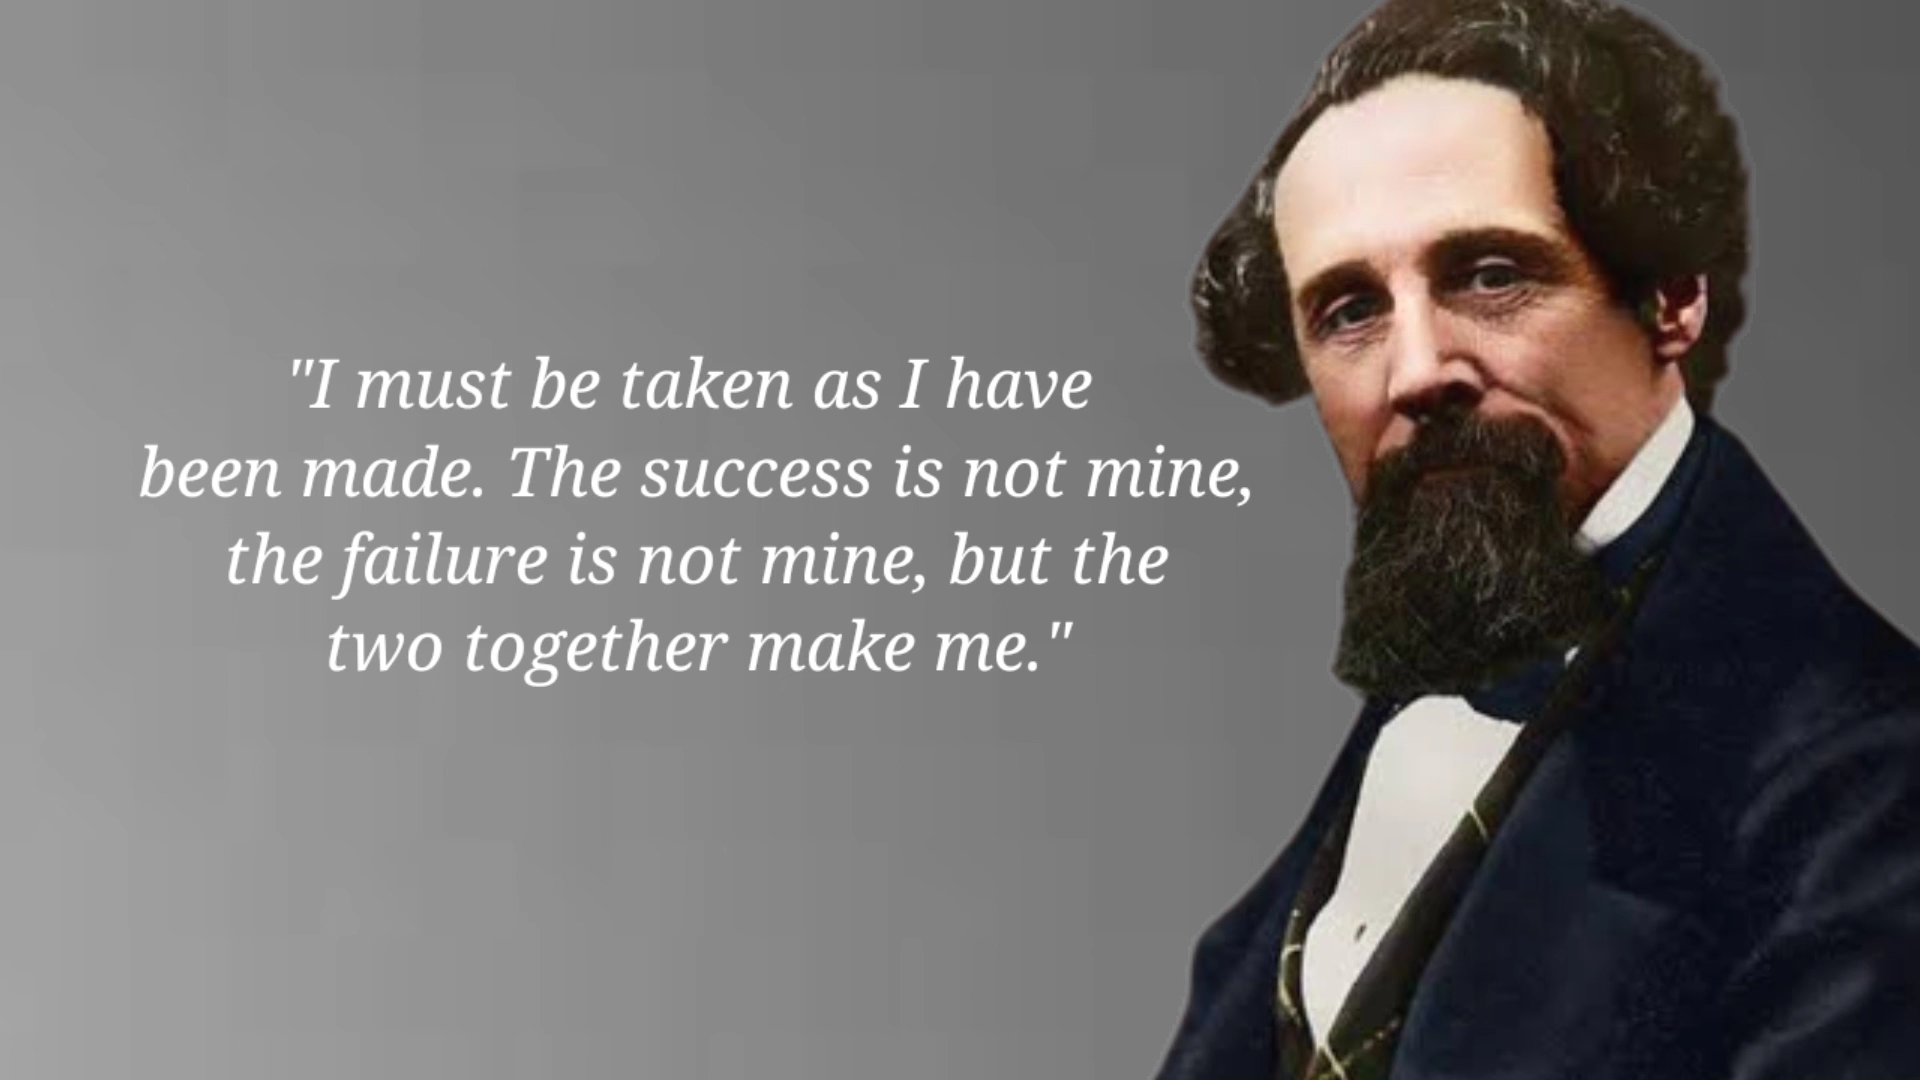 "I must be taken as I have
been made. The success is not mine,
the failure is not mine, but the
two together make me."